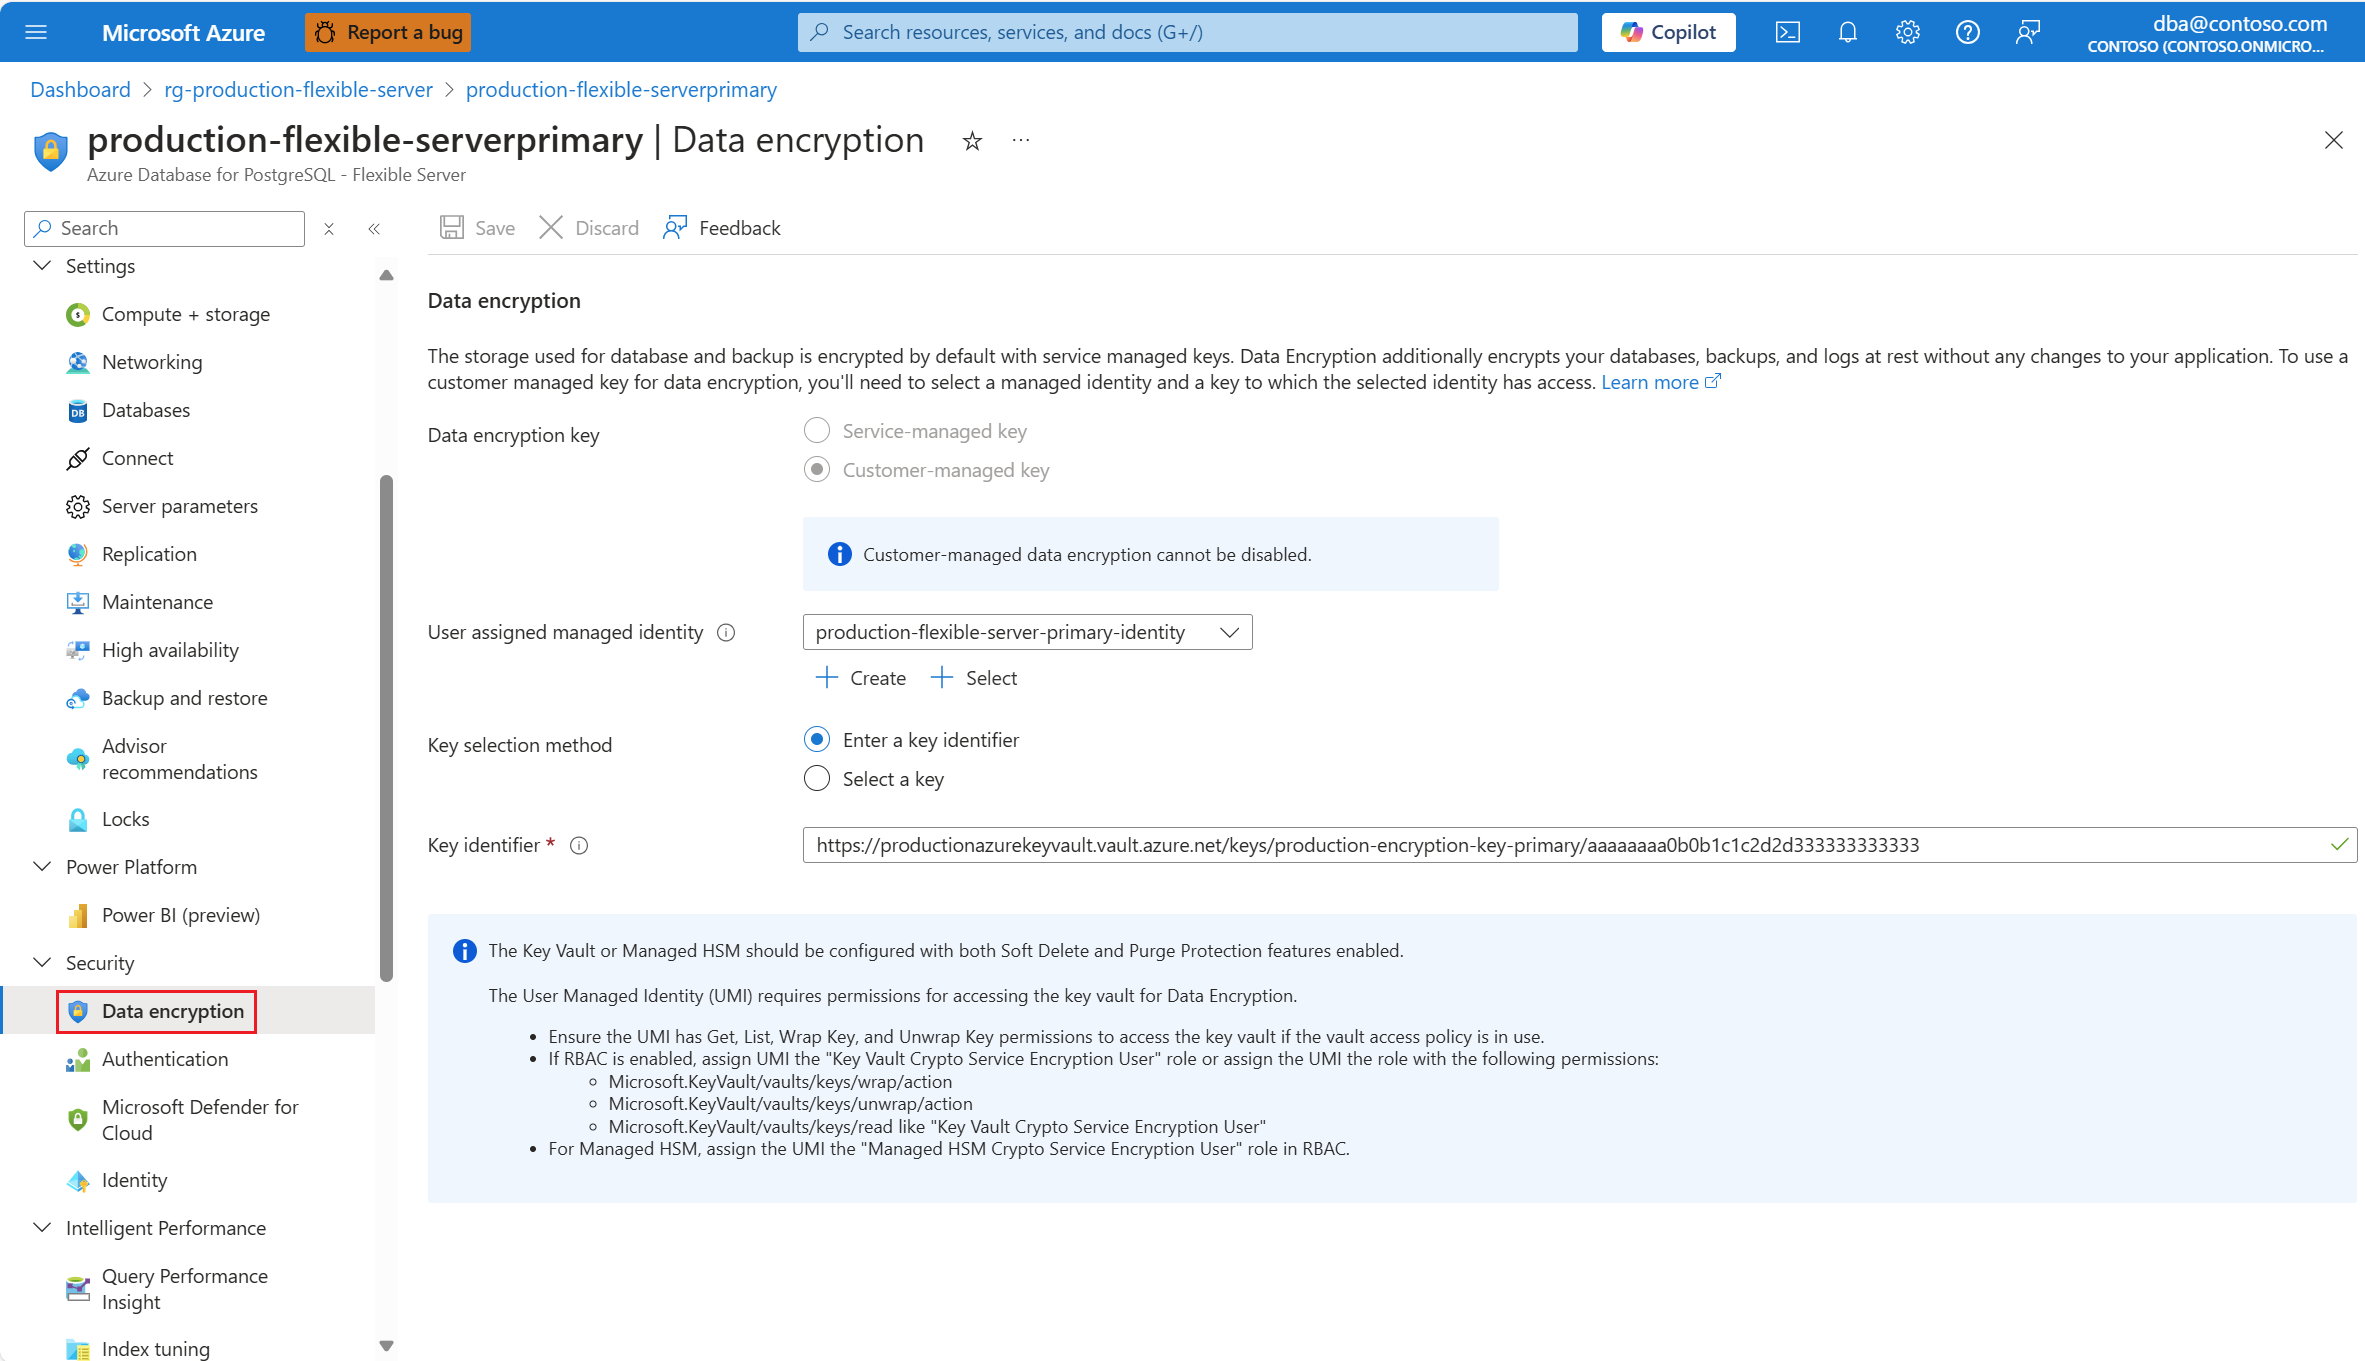 Microsoft Azure
Report a bug
Search resources, services, and docs (G+/)
Copilot
dba@contoso.com
CONTOSO (CONTOSO.ONMICRO...
Dashboard > rg-production-flexible-server > production-flexible-serverprimary
production-flexible-serverprimary | Data encryption
Azure Database for PostgreSQL - Flexible Server
Search
Save
Discard
Feedback
Settings
Compute + storage
Networking
Databases
Connect
Server parameters
Replication
Maintenance
High availability
Backup and restore
Advisor
recommendations
Locks
Power Platform
Power BI (preview)
Security
Data encryption
Authentication
Microsoft Defender for
Cloud
Identity
Intelligent Performance
Query Performance
Insight
Index tuning
Data encryption
The storage used for database and backup is encrypted by default with service managed keys. Data Encryption additionally encrypts your databases, backups, and logs at rest without any changes to your application. To use a
customer managed key for data encryption, you'll need to select a managed identity and a key to which the selected identity has access. Learn more
Data encryption key
Service-managed key
Customer-managed key
Customer-managed data encryption cannot be disabled.
User assigned managed identity
production-flexible-server-primary-identity
Create
Select
Key selection method
Enter a key identifier
Select a key
Key identifier *
https://productionazurekeyvault.vault.azure.net/keys/production-encryption-key-primary/aaaaaaaa0b0b1c1c2d2d333333333333
The Key Vault or Managed HSM should be configured with both Soft Delete and Purge Protection features enabled.
The User Managed Identity (UMI) requires permissions for accessing the key vault for Data Encryption.
• Ensure the UMI has Get, List, Wrap Key, and Unwrap Key permissions to access the key vault if the vault access policy is in use.
• If RBAC is enabled, assign UMI the "Key Vault Crypto Service Encryption User" role or assign the UMI the role with the following permissions:
◦ Microsoft.KeyVault/vaults/keys/wrap/action
◦ Microsoft.KeyVault/vaults/keys/unwrap/action
◦ Microsoft.KeyVault/vaults/keys/read like "Key Vault Crypto Service Encryption User"
• For Managed HSM, assign the UMI the "Managed HSM Crypto Service Encryption User" role in RBAC.